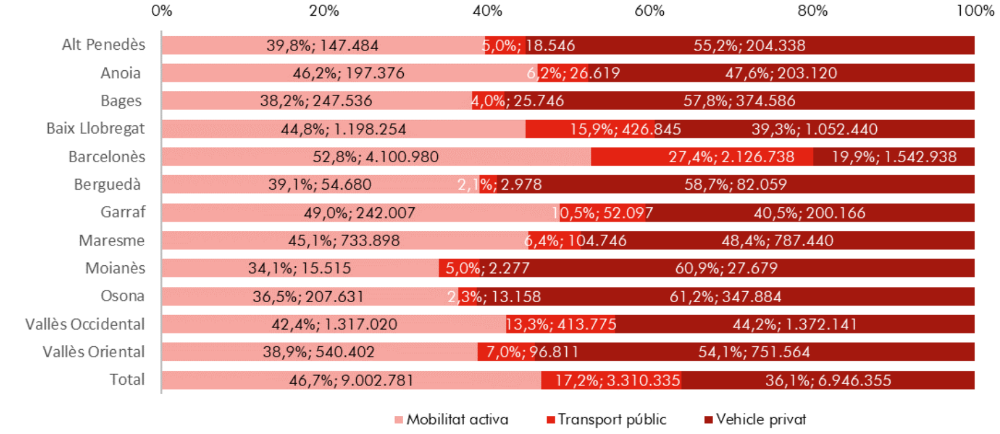 0% 20% 40% 60% 80% 100%
Alt Penedès 39,8%; 147.484 5,0%; 18.546 55,2%; 204.338
Anoia 46,2%; 197.376 6,2%; 26.619 47,6%; 203.120
Bages 38,2%; 247.536 4,0%; 25.746 57,8%; 374.586
Baix Llobregat 44,8%; 1.198.254 15,9%; 426.845 39,3%; 1.052.440
Barcelonès 52,8%; 4.100.980 27,4%; 2.126.738 19,9%; 1.542.938
Berguedà 39,1%; 54.680 2,1%; 2.978 58,7%; 82.059
Garraf 49,0%; 242.007 10,5%; 52.097 40,5%; 200.166
Maresme 45,1%; 733.898 6,4%; 104.746 48,4%; 787.440
Moianès 34,1%; 15.515 5,0%; 2.277 60,9%; 27.679
Osona 36,5%; 207.631 2,3%; 13.158 61,2%; 347.884
Vallès Occidental 42,4%; 1.317.020 13,3%; 413.775 44,2%; 1.372.141
Vallès Oriental 38,9%; 540.402 7,0%; 96.811 54,1%; 751.564
Total 46,7%; 9.002.781 17,2%; 3.310.335 36,1%; 6.946.355
Mobilitat activa Transport públic Vehicle privat